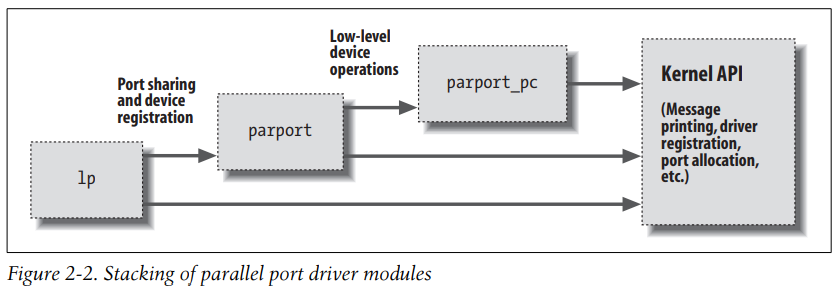 Low-level
device
operations
Port sharing
and device
registration
lp
parport
parport_pc
Kernel API
(Message
printing, driver
registration,
port allocation,
etc.)
Figure 2-2. Stacking of parallel port driver modules